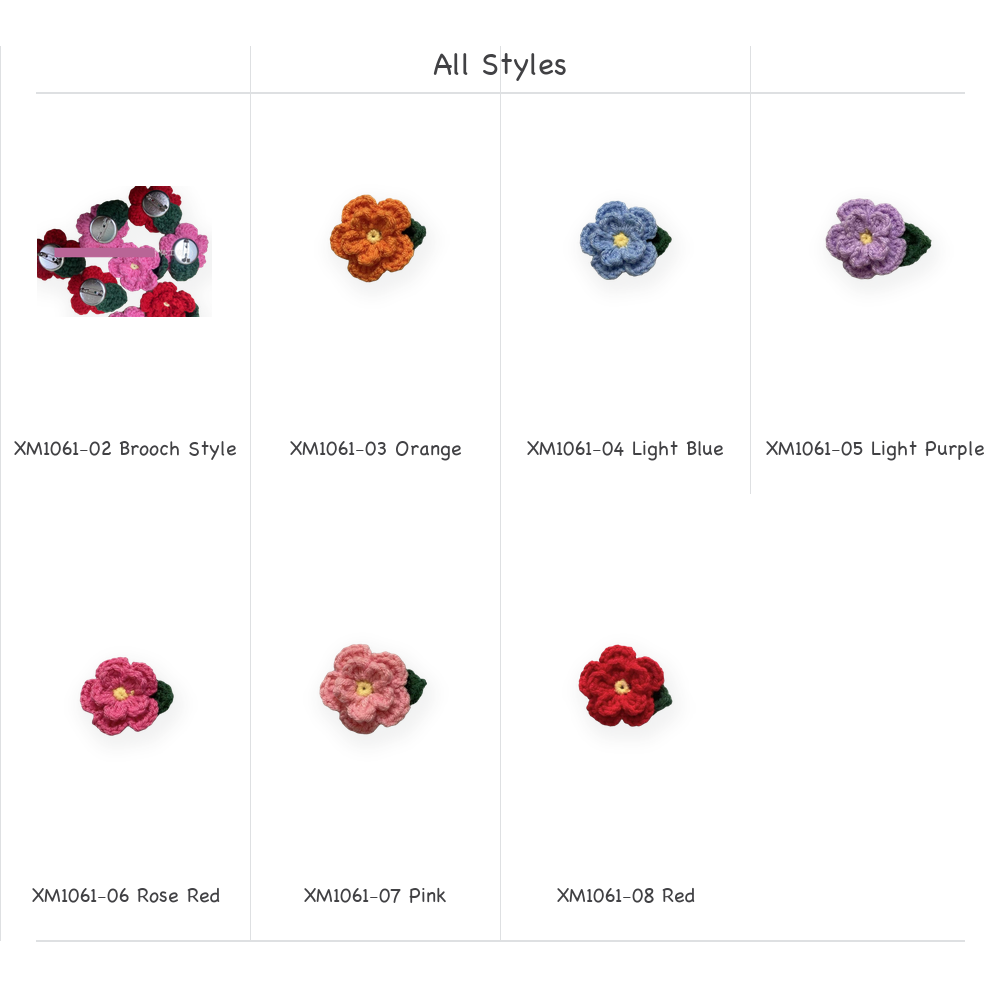 All Styles
XM1061-02 Brooch Style
XM1061-03 Orange
XM1061-04 Light Blue
XM1061-05 Light Purple
XM1061-06 Rose Red
XM1061-07 Pink
XM1061-08 Red